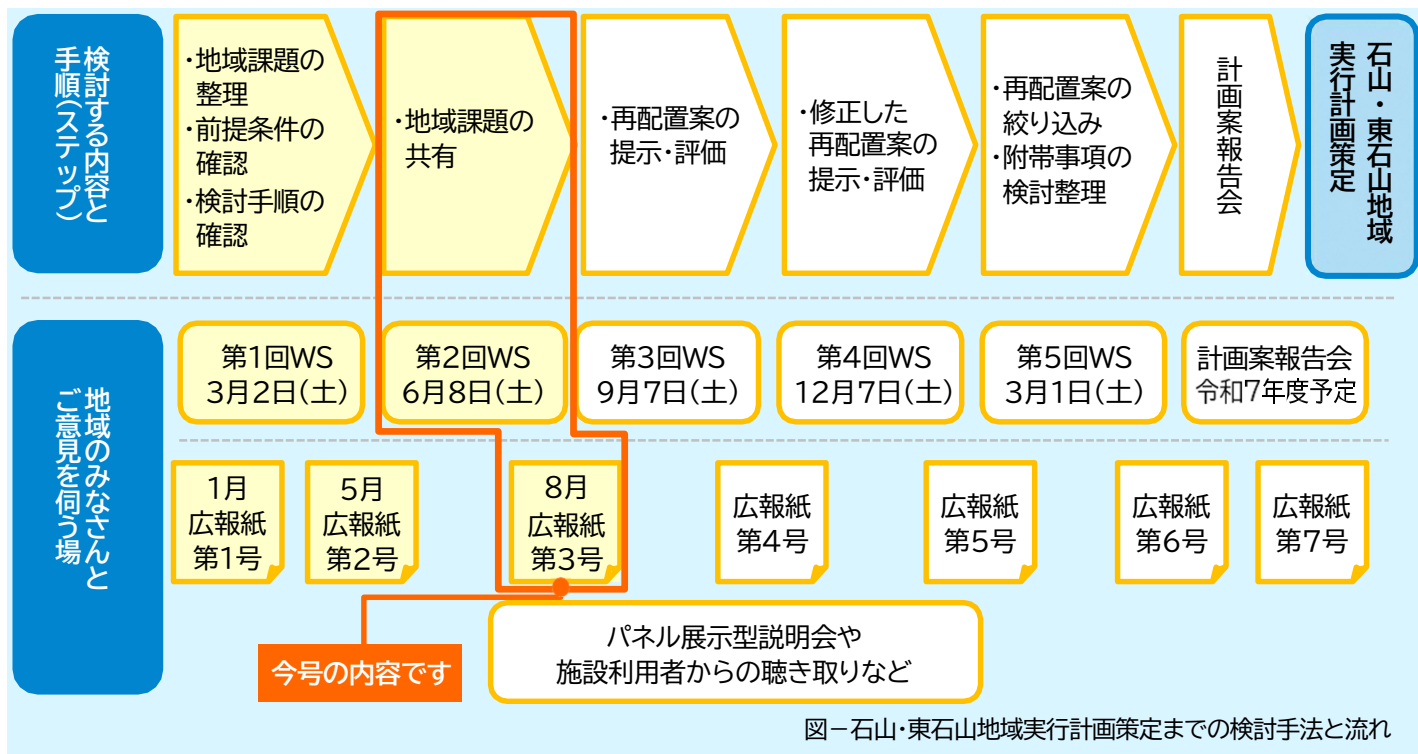 検討する内容と
手順(ステップ)
・地域課題の
整理
・前提条件の
確認
・検討手順の
確認
・地域課題の
共有
・再配置案の
提示・評価
・修正した
再配置案の
提示・評価
・再配置案の
絞り込み
・附帯事項の
検討整理
計画案報告会
石山・東石山地域
実行計画策定
地域のみなさんと
ご意見を伺う場
第1回WS
3月2日(土)
第2回WS
6月8日(土)
第3回WS
9月7日(土)
第4回WS
12月7日(土)
第5回WS
3月1日(土)
計画案報告会
令和7年度予定
1月
広報紙
第1号
5月
広報紙
第2号
8月
広報紙
第3号
広報紙
第4号
広報紙
第5号
広報紙
第6号
広報紙
第7号
今号の内容です
パネル展示型説明会や
施設利用者からの聴き取りなど
図－石山・東石山地域実行計画策定までの検討手法と流れ